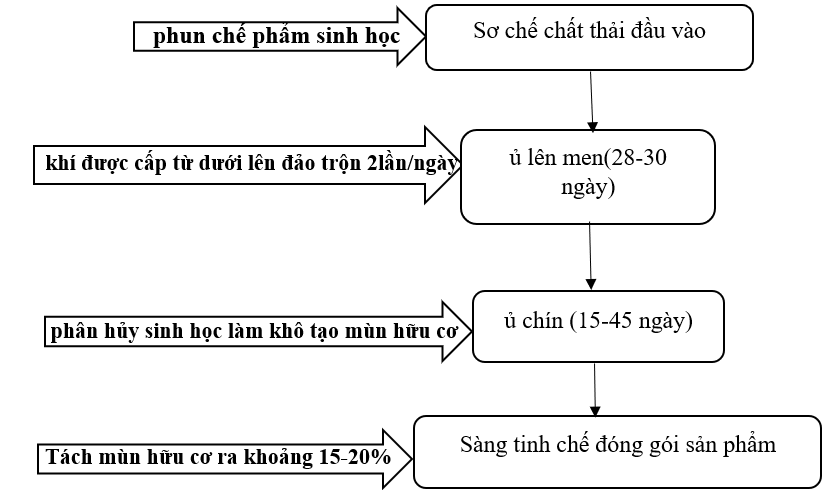 phun chế phẩm sinh học
Sơ chế chất thải đầu vào
khí được cấp từ dưới lên đảo trộn 2lần/ngày
ủ lên men(28-30
ngày)
phân hủy sinh học làm khô tạo mùn hữu cơ
ủ chín (15-45 ngày)
Tách mùn hữu cơ ra khoảng 15-20%
Sàng tinh chế đóng gói sản phẩm